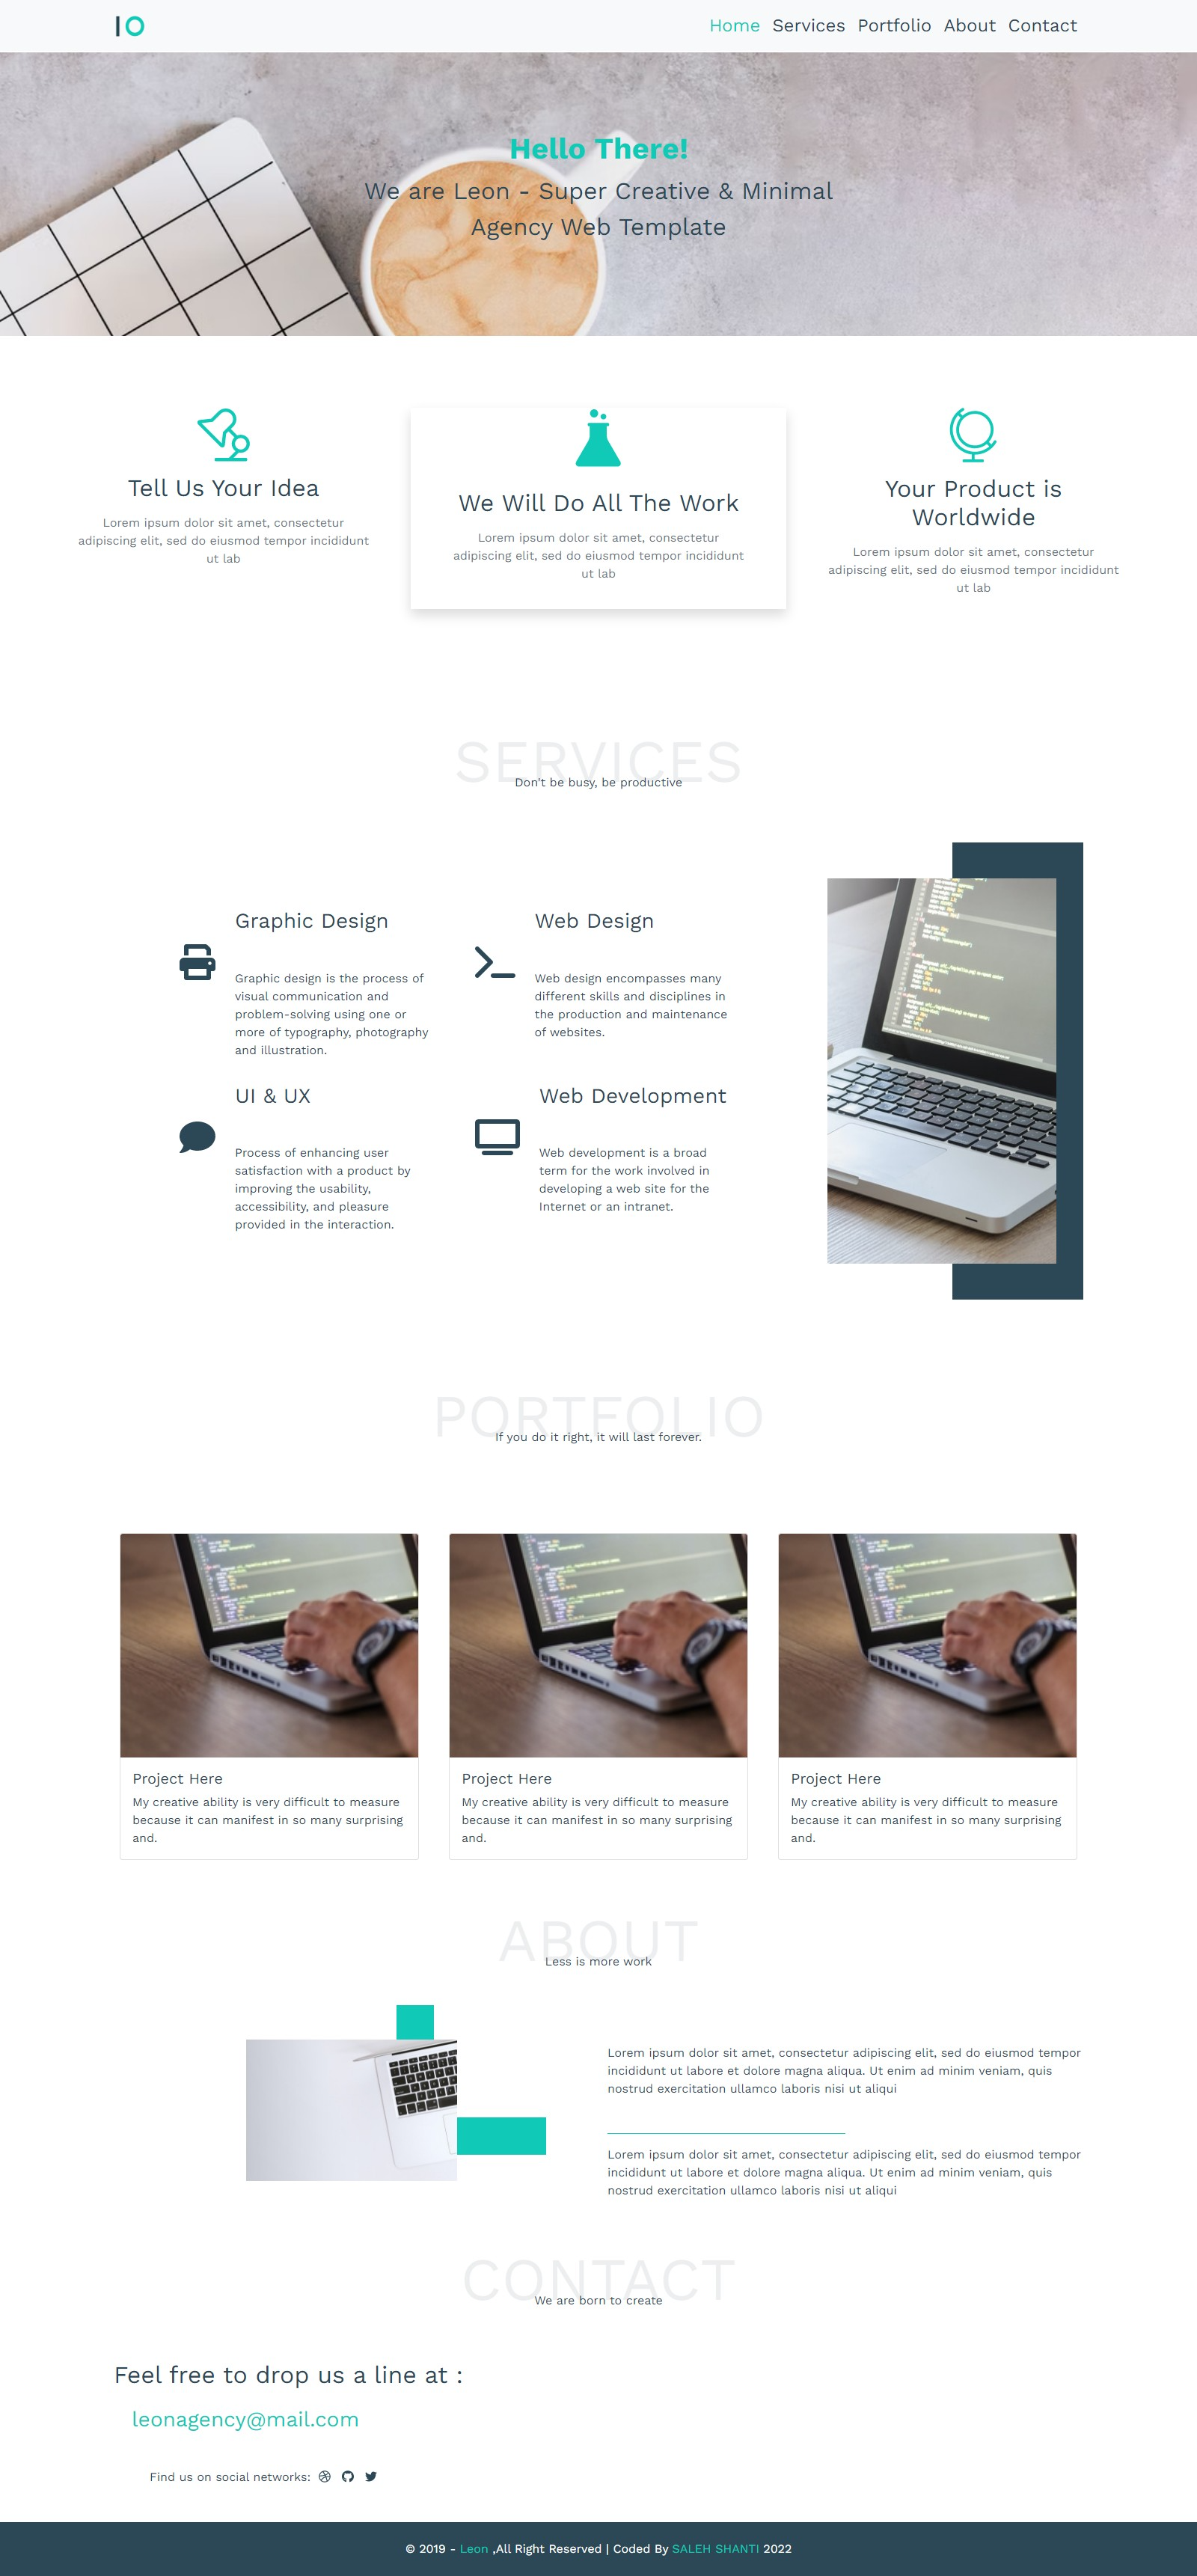 IO
Home Services Portfolio About Contact
Hello There!
We are Leon - Super Creative & Minimal
Agency Web Template
Tell Us Your Idea
Lorem ipsum dolor sit amet, consectetur
adipiscing elit, sed do eiusmod tempor incididunt
ut lab
We Will Do All The Work
Lorem ipsum dolor sit amet, consectetur
adipiscing elit, sed do eiusmod tempor incididunt
ut lab
Your Product is
Worldwide
Lorem ipsum dolor sit amet, consectetur
adipiscing elit, sed do eiusmod tempor incididunt
ut lab
SERVICES
Don't be busy, be productive
Graphic Design
Graphic design is the process of
visual communication and
problem-solving using one or
more of typography, photography
and illustration.
Web Design
Web design encompasses many
different skills and disciplines in
the production and maintenance
of websites.
UI & UX
Process of enhancing user
satisfaction with a product by
improving the usability,
accessibility, and pleasure
provided in the interaction.
Web Development
Web development is a broad
term for the work involved in
developing a web site for the
Internet or an intranet.
PORTFOLIO
If you do it right, it will last forever.
Project Here
My creative ability is very difficult to measure
because it can manifest in so many surprising
and.
Project Here
My creative ability is very difficult to measure
because it can manifest in so many surprising
and.
Project Here
My creative ability is very difficult to measure
because it can manifest in so many surprising
and.
ABOUT
Less is more work
Lorem ipsum dolor sit amet, consectetur adipiscing elit, sed do eiusmod tempor
incididunt ut labore et dolore magna aliqua. Ut enim ad minim veniam, quis
nostrud exercitation ullamco laboris nisi ut aliqui
Lorem ipsum dolor sit amet, consectetur adipiscing elit, sed do eiusmod tempor
incididunt ut labore et dolore magna aliqua. Ut enim ad minim veniam, quis
nostrud exercitation ullamco laboris nisi ut aliqui
CONTACT
We are born to create
Feel free to drop us a line at :
leonagency@mail.com
Find us on social networks:
© 2019 - Leon ,All Right Reserved | Coded By SALEH SHANTI 2022